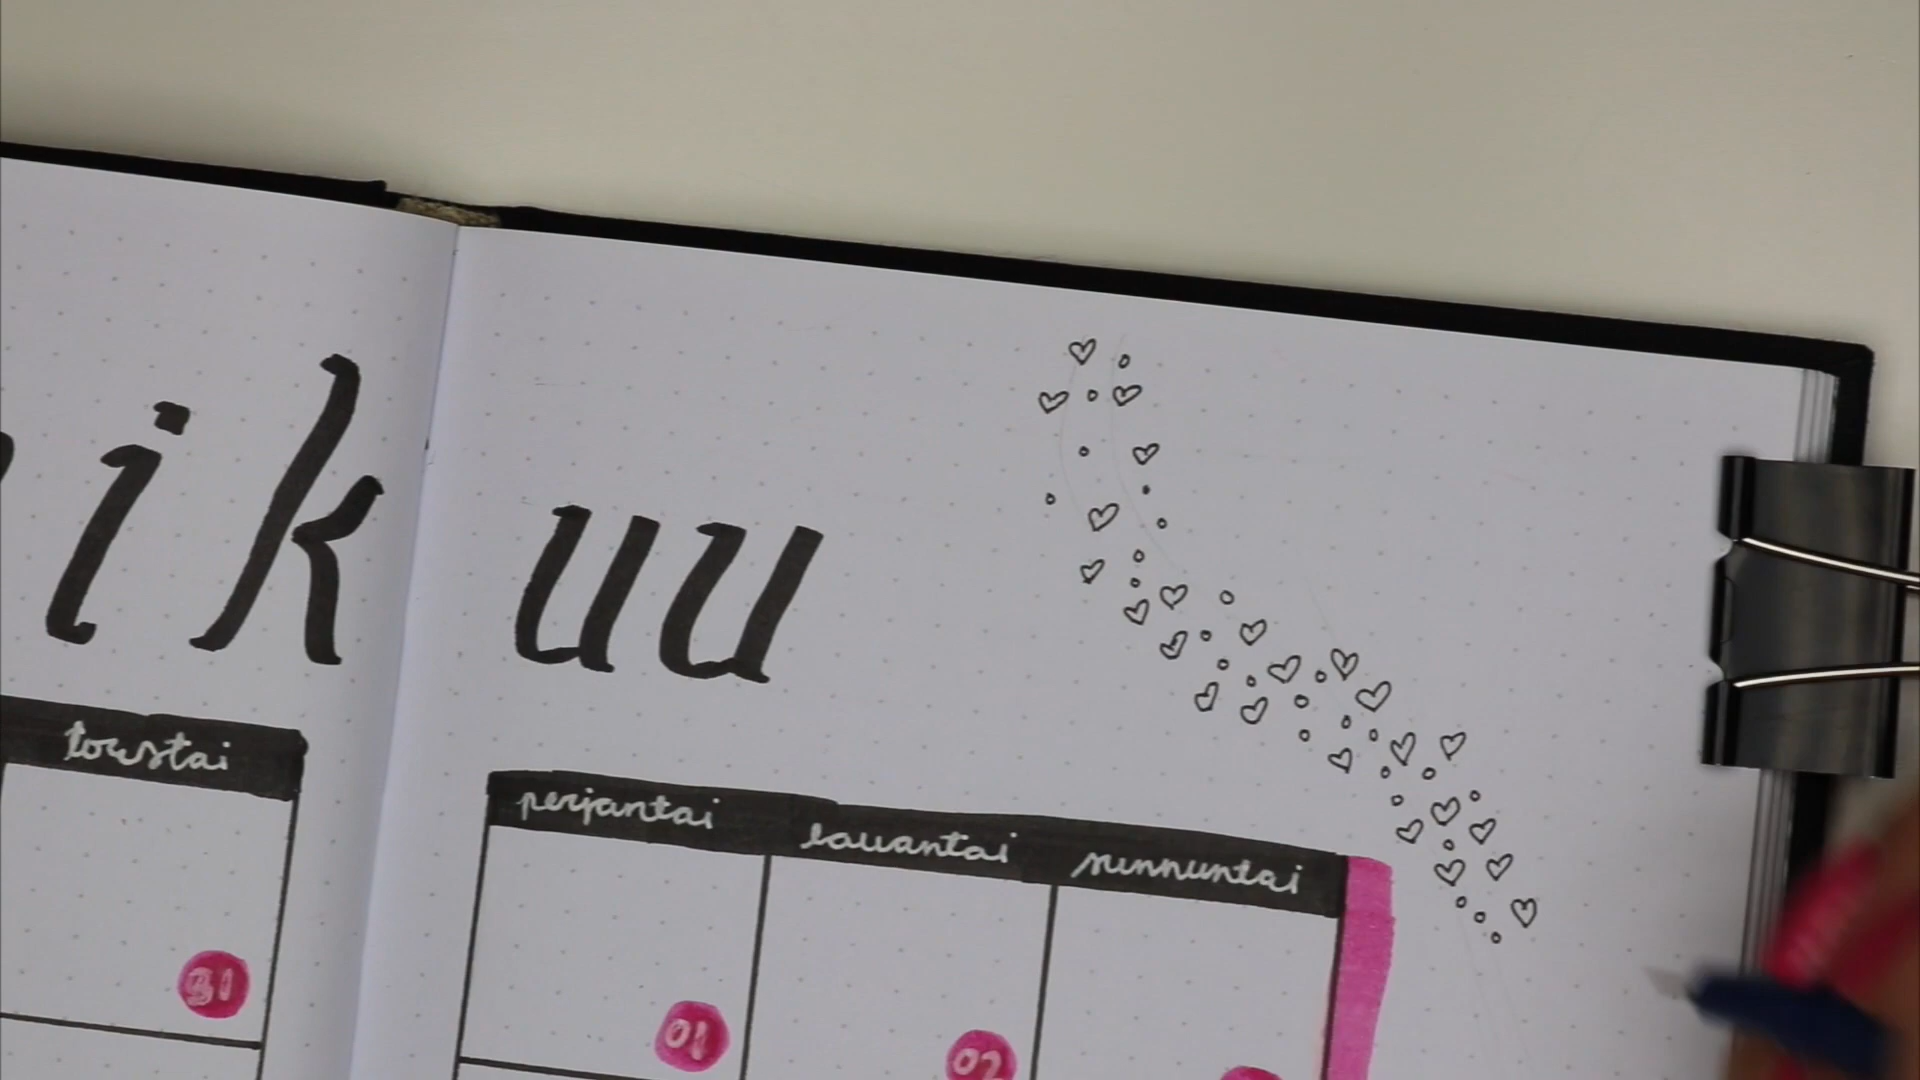 ikuu
torstai
perjantai lauantai sunnuntai
31
01 02